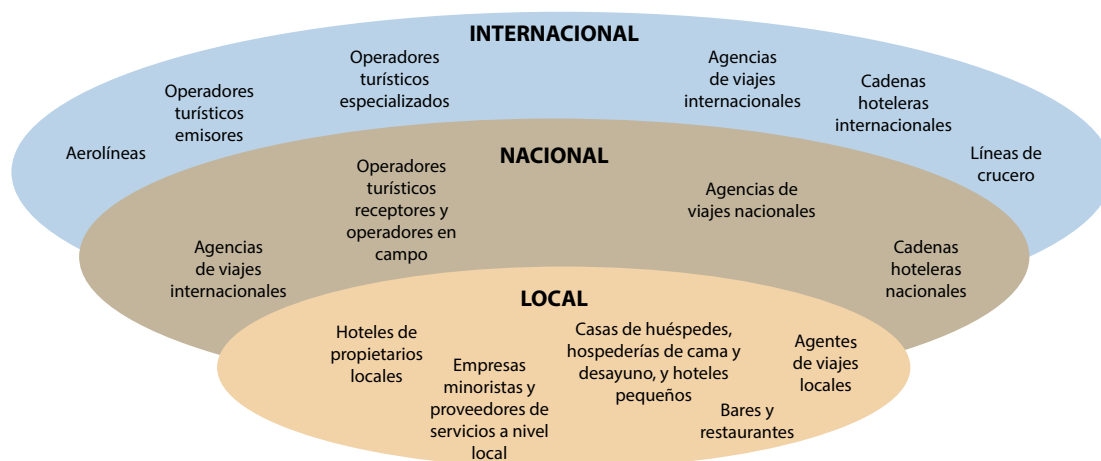 INTERNACIONAL
Aerolíneas
Operadores
turísticos
emisores
Operadores
turísticos
especializados
Agencias
de viajes
internacionales
Cadenas
hoteleras
internacionales
Líneas de
crucero
NACIONAL
Agencias
de viajes
internacionales
Operadores
turísticos
receptores y
operadores en
campo
Agencias de
viajes nacionales
Cadenas
hoteleras
nacionales
LOCAL
Hoteles de
propietarios
locales
Empresas
minoristas y
proveedores de
servicios a nivel
local
Casas de huéspedes,
hospederías de cama y
desayuno, y hoteles
pequeños
Bares y
restaurantes
Agentes
de viajes
locales